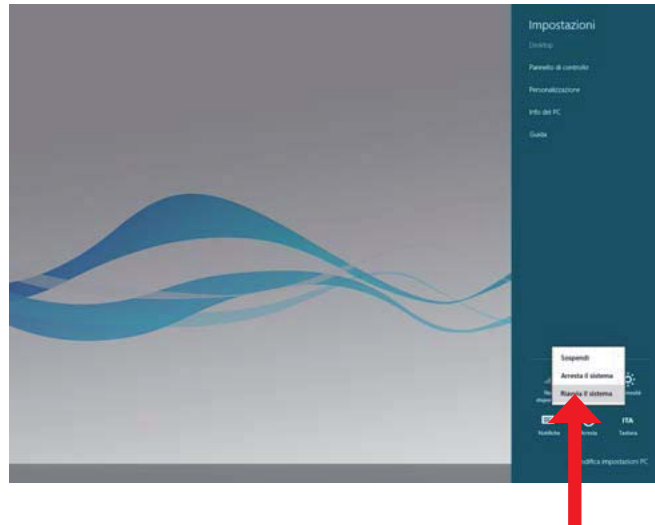 Impostazioni
Desktop
Pannello di controllo
Personalizzazione
Info del PC
Guida
Sospendi
Arresta il sistema
Riavvia il sistema
ITA
Notifiche Arresta Tastiera
Modifica impostazioni PC